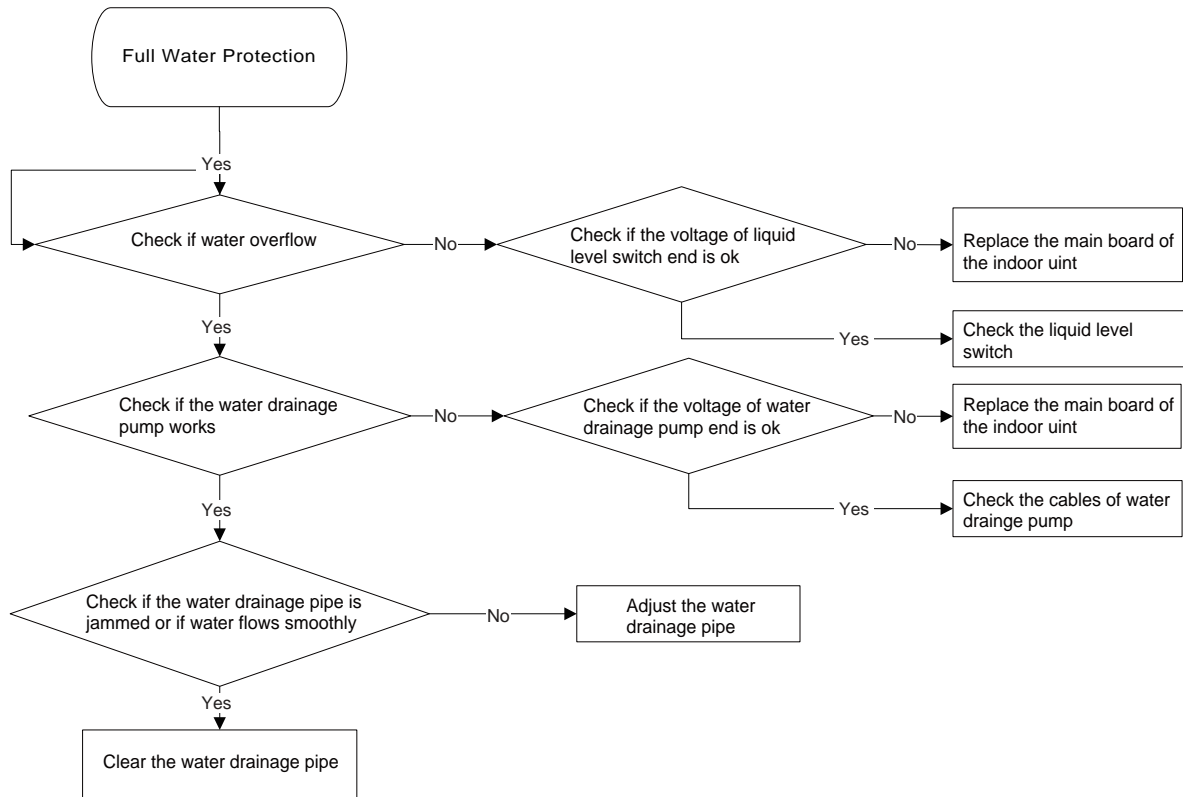 Full Water Protection
Yes
Check if water overflow
No
Check if the voltage of liquid
level switch end is ok
No
Replace the main board of
the indoor uint
Yes
Yes
Check the liquid level
switch
Check if the water drainage
pump works
No
Check if the voltage of water
drainage pump end is ok
No
Replace the main board of
the indoor uint
Yes
Yes
Check the cables of water
drainge pump
Check if the water drainage pipe is
jammed or if water flows smoothly
No
Adjust the water
drainage pipe
Yes
Clear the water drainage pipe